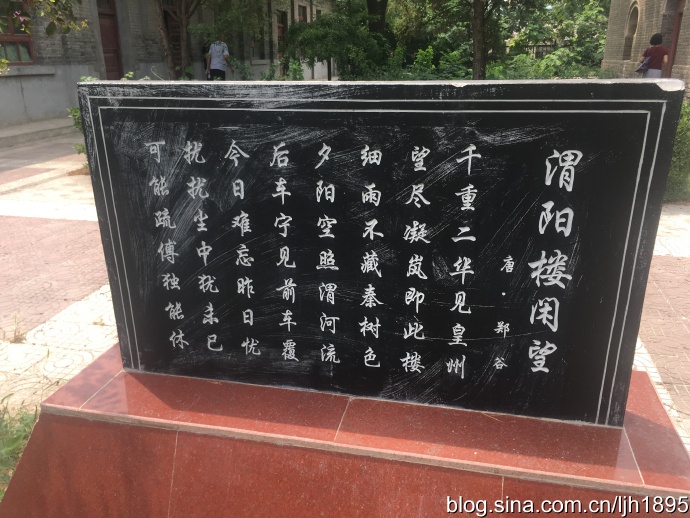 渭阳楼闲望
唐·郑谷
千重二华见皇州
望尽凝岚即此楼
细雨不藏秦树色
夕阳空照渭河流
后车宁见前车覆
今日难忘昨日忧
扰扰尘中犹未已
可能疏傅独能休
blog.sina.com.cn/ljh1895